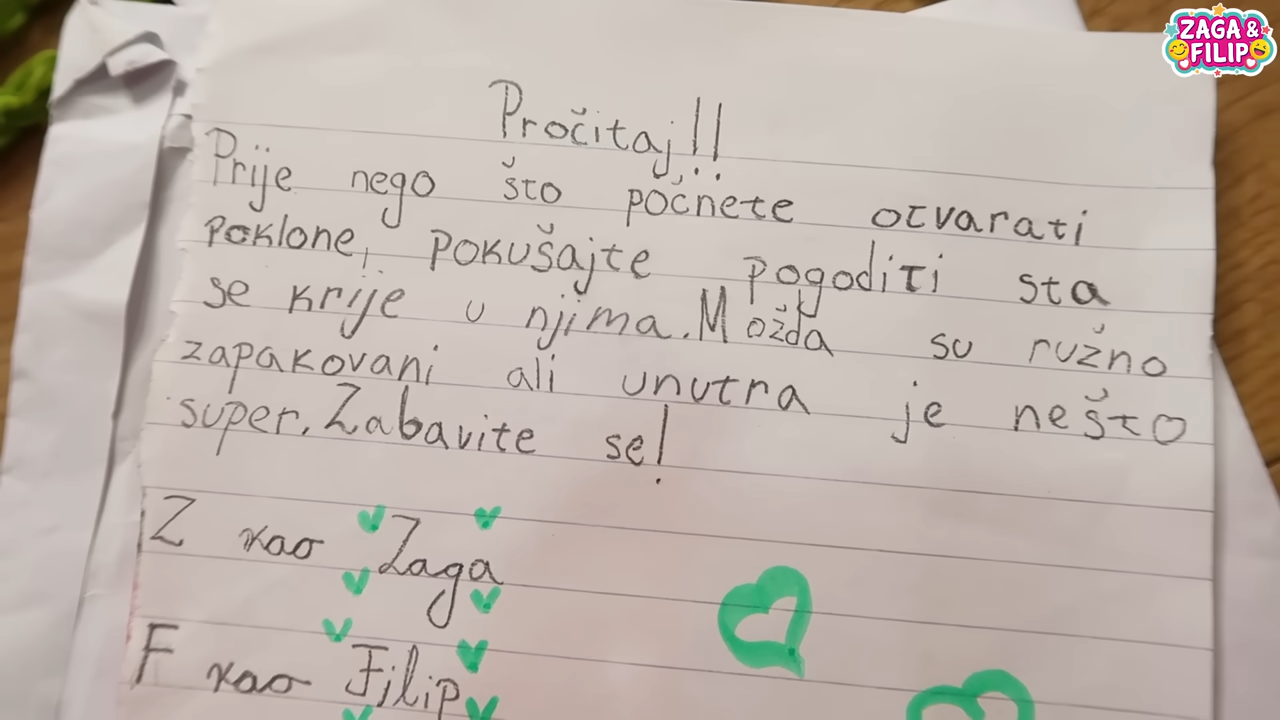 ZAGA &
FILIP
Pročitaj!!
Prije nego što počnete otvarati
poklone, pokušajte pogoditi sta
se krije u njima. Možda su ružno
zapakovani ali unutra je nešto
super. Zabavite se!
Z kao Zaga
F kao Filip